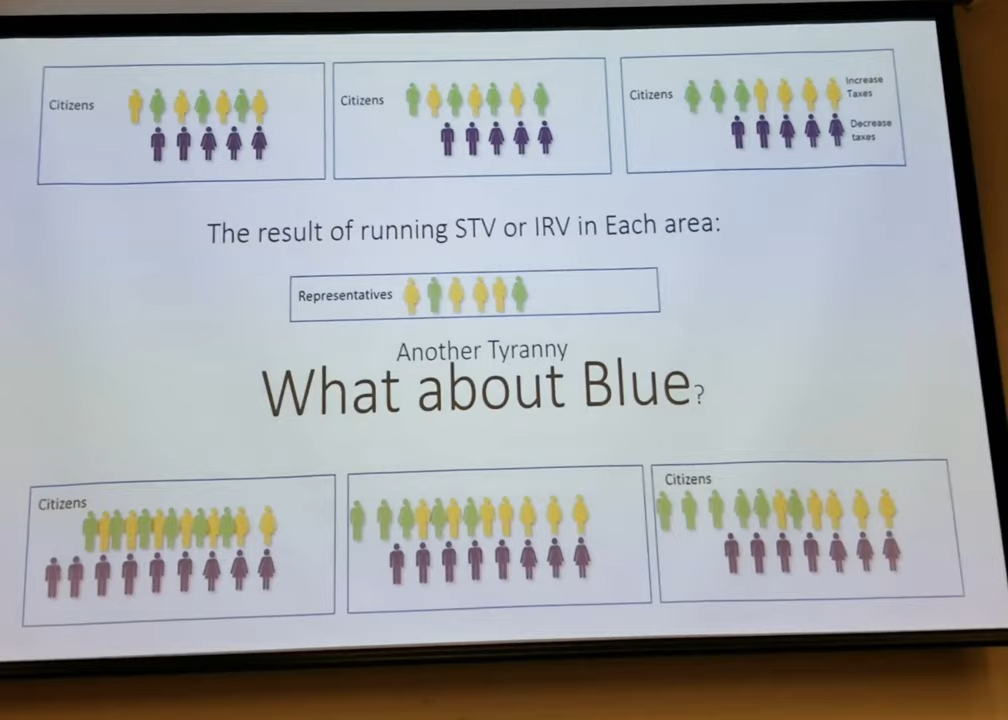 Citizens
Citizens
Citizens
Increase
Taxes
Decrease
taxes
The result of running STV or IRV in Each area:
Representatives
Another Tyranny
What about Blue?
Citizens
Citizens